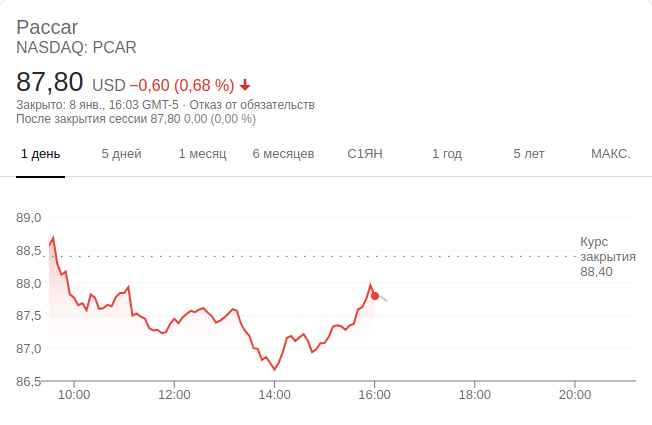 Paccar
NASDAQ: PCAR
87,80 USD −0,60 (0,68 %)
Закрыто: 8 янв., 16:03 GMT-5 · Отказ от обязательств
После закрытия сессии 87,80 0,00 (0,00 %)
1 день 5 дней 1 месяц 6 месяцев С1ЯН 1 год 5 лет МАКС.
89,0
88,5
88,0
87,5
87,0
86,5
Курс
закрытия
88,40
10:00 12:00 14:00 16:00 18:00 20:00